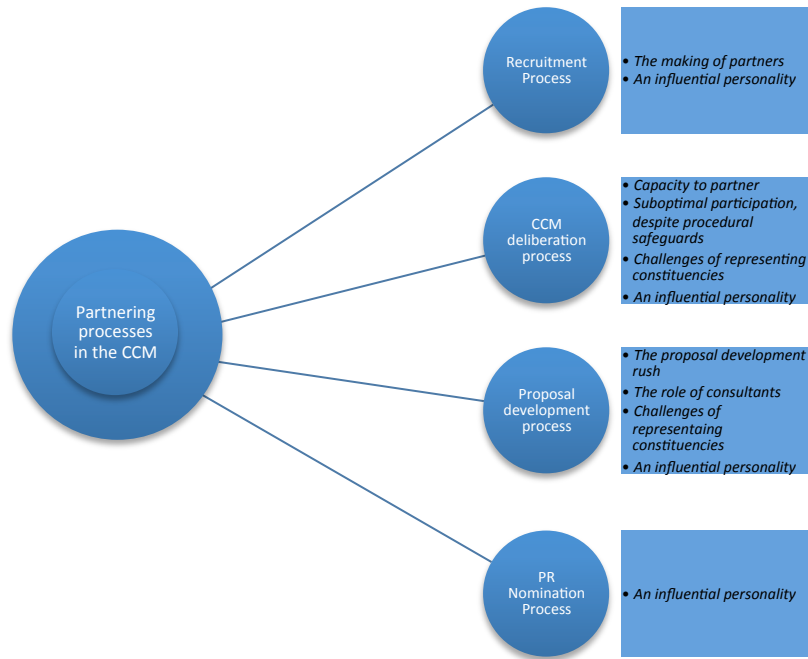 Partnering
processes
in the CCM
Recruitment
Process
• The making of partners
• An influential personality
CCM
deliberation
process
• Capacity to partner
• Suboptimal participation,
despite procedural
safeguards
• Challenges of representing
constituencies
• An influential personality
Proposal
development
process
• The proposal development
rush
• The role of consultants
• Challenges of
representaing
constituencies
• An influential personality
PR
Nomination
Process
• An influential personality